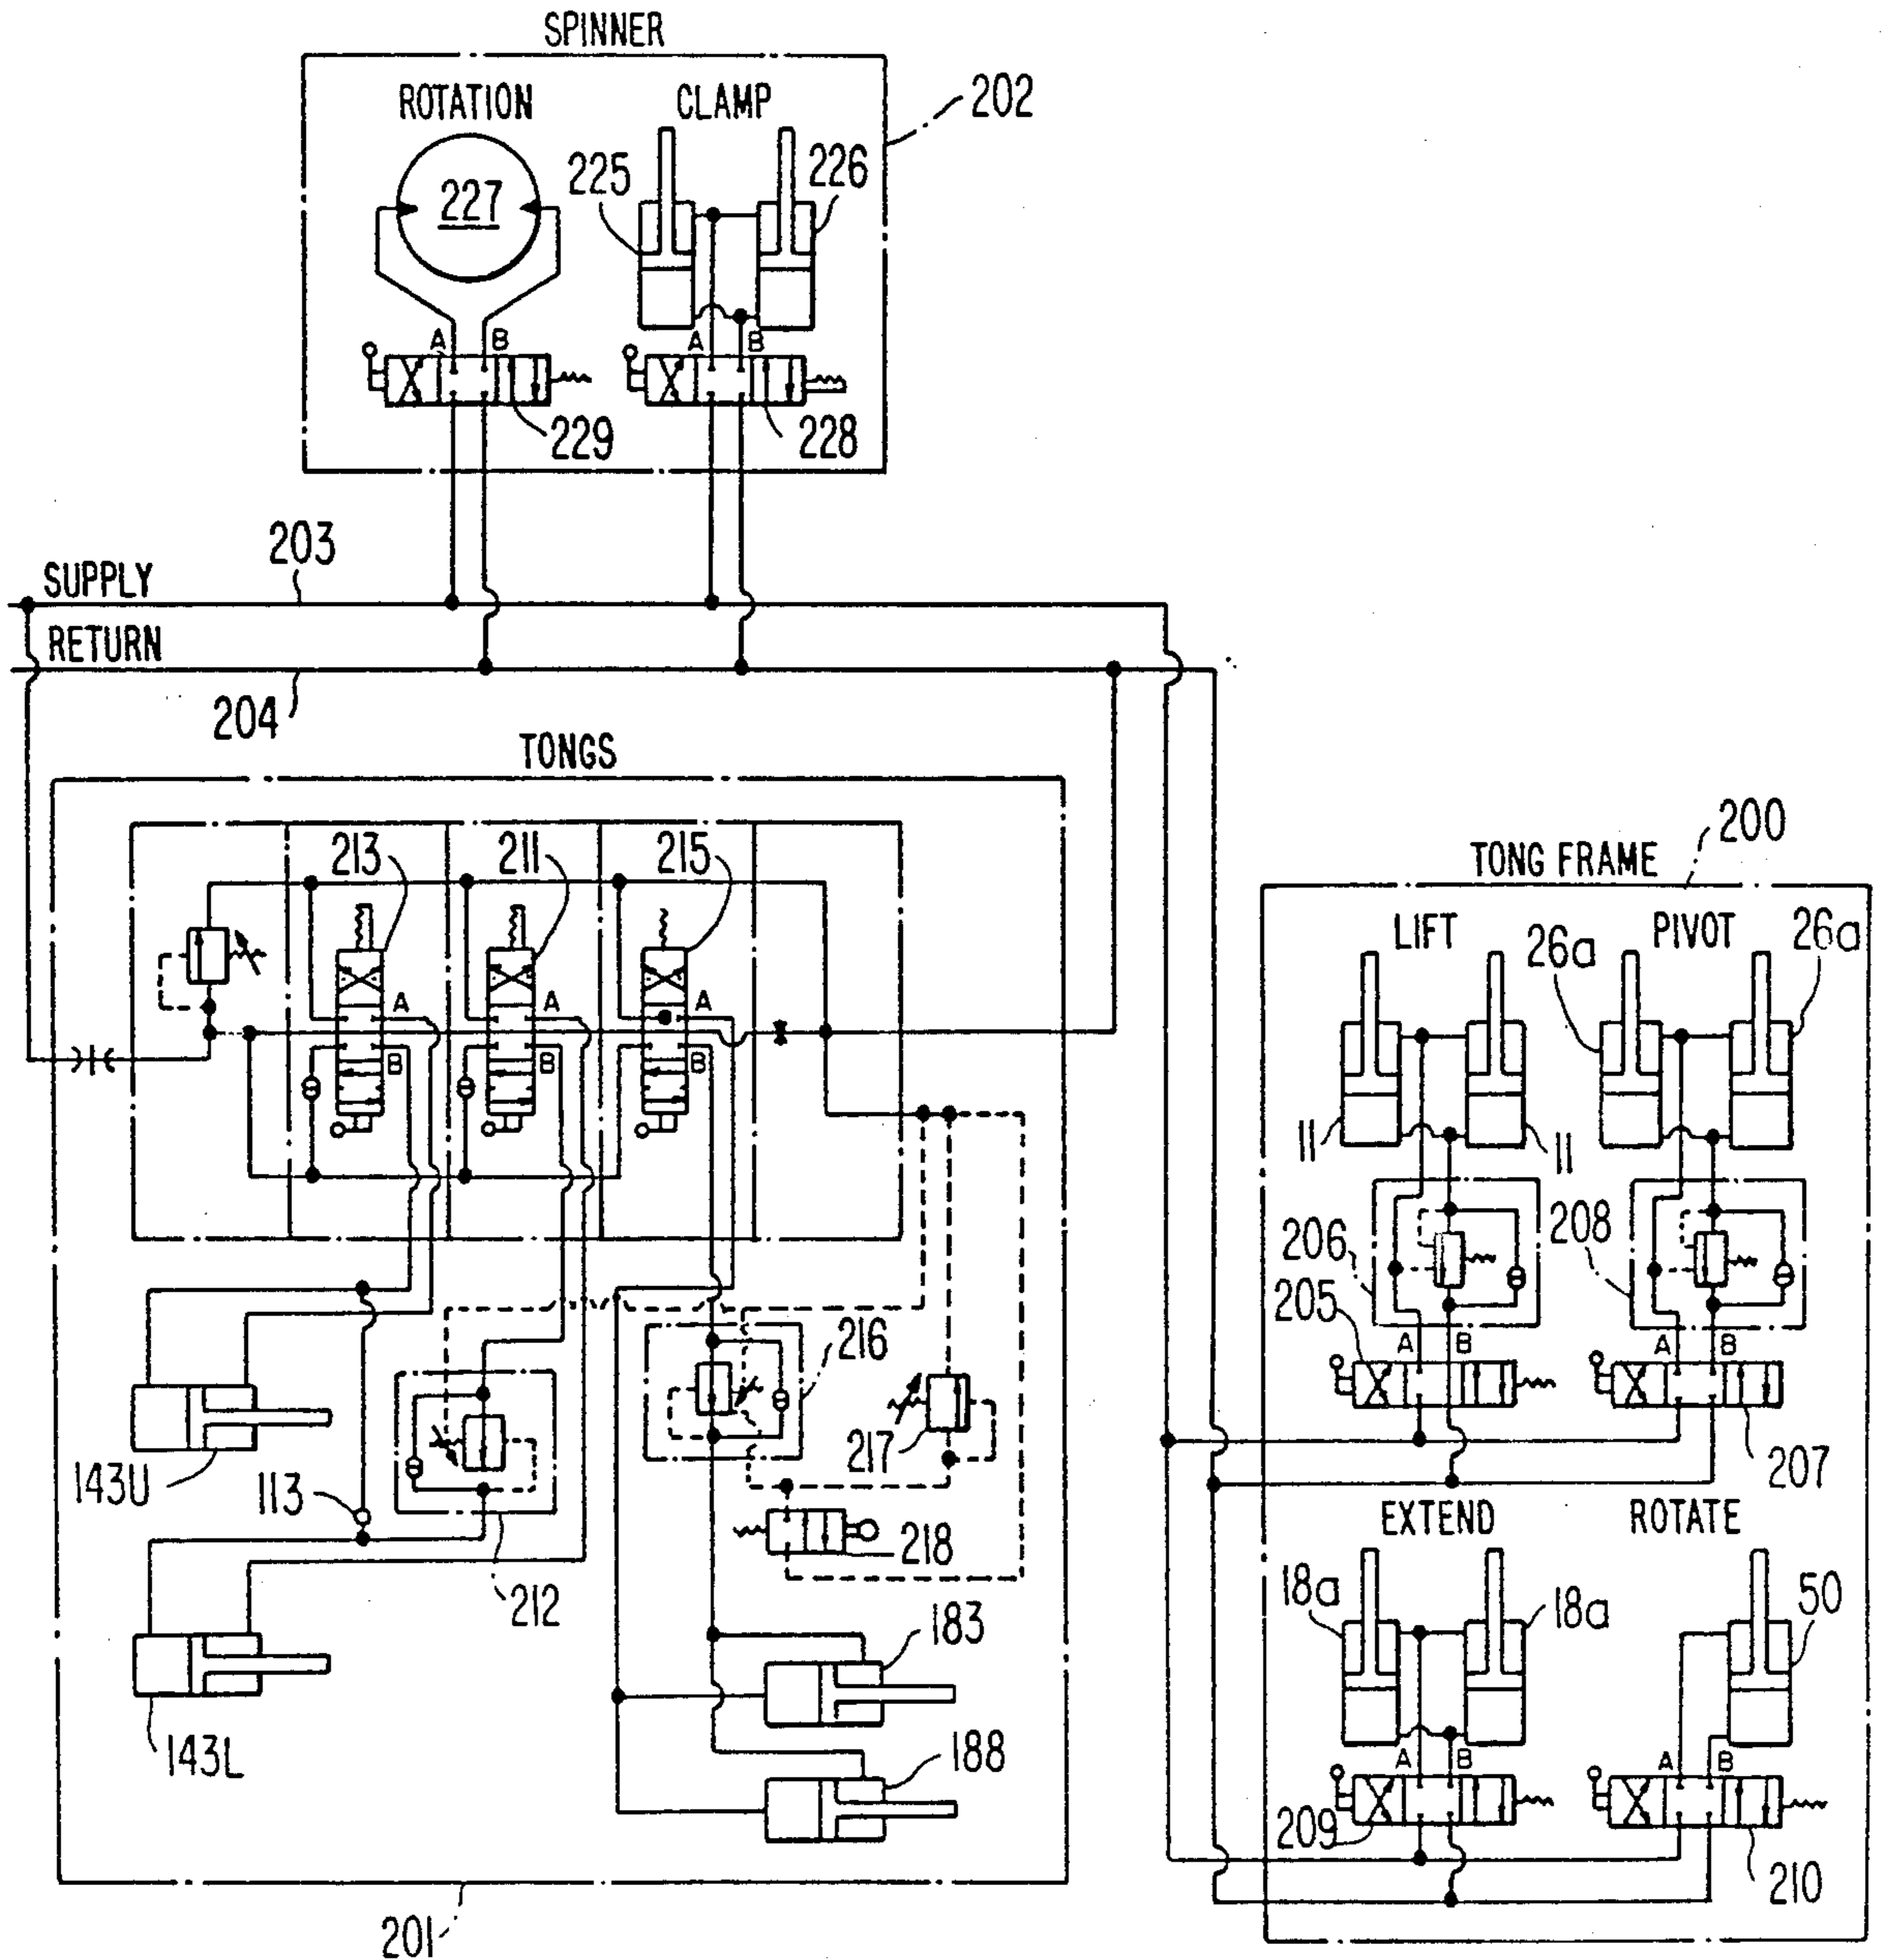 SPINNER
ROTATION CLAMP
202
227
225
226
A B
A B
229
228
203
SUPPLY
RETURN
204
TONGS
213
211
215
A
A
A
B
B
B
200
TONG FRAME
LIFT PIVOT
26a
26a
11
11
206
208
205
A B
A B
207
216
217
143U
113
218
212
183
143L
188
EXTEND ROTATE
18a
18a
50
A B
A B
209
210
201